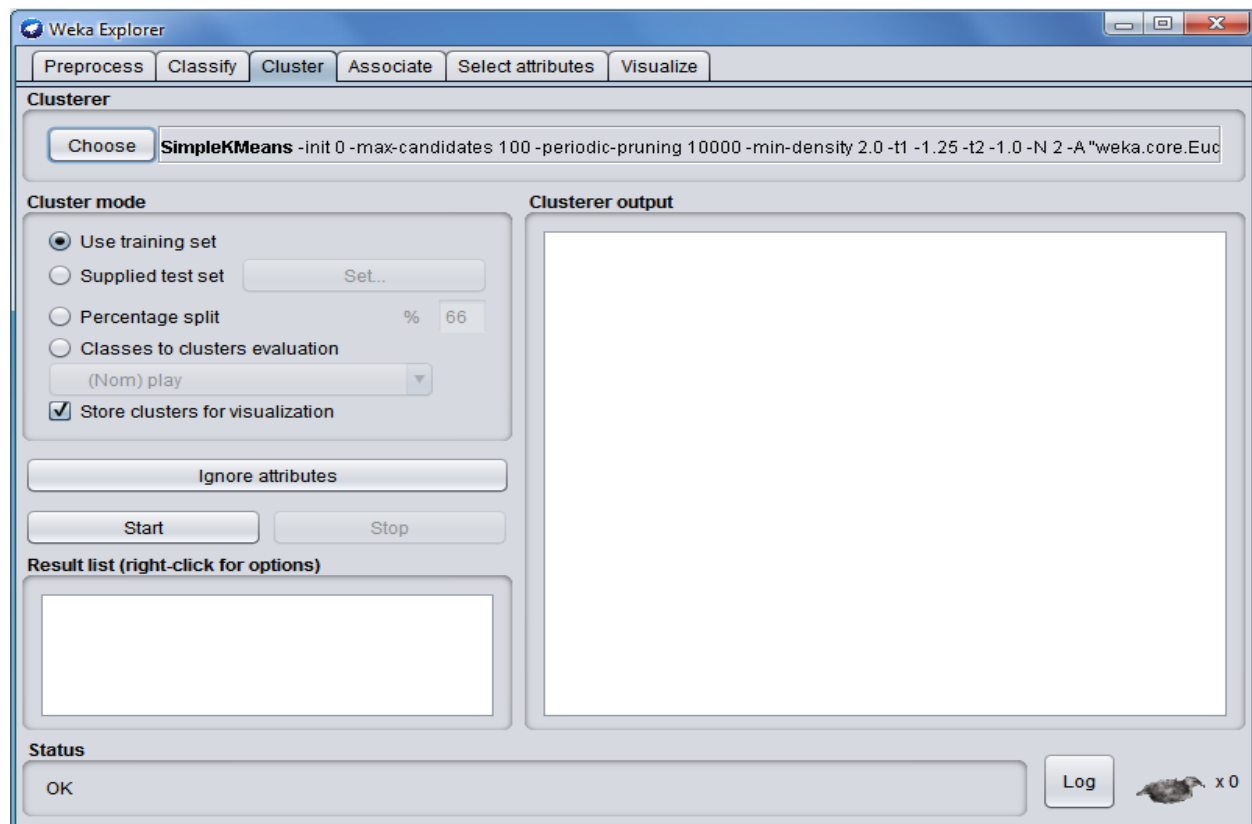 Weka Explorer
Preprocess Classify Cluster Associate Select attributes Visualize
Clusterer
Choose SimpleKMeans -init 0 -max-candidates 100 -periodic-pruning 10000 -min-density 2.0 -t1 -1.25 -t2 -1.0 -N 2 -A "weka.core.Euc
Cluster mode
Use training set
Supplied test set Set...
Percentage split % 66
Classes to clusters evaluation
(Nom) play
Store clusters for visualization
Ignore attributes
Start Stop
Result list (right-click for options)
Clusterer output
Status
OK
Log x 0